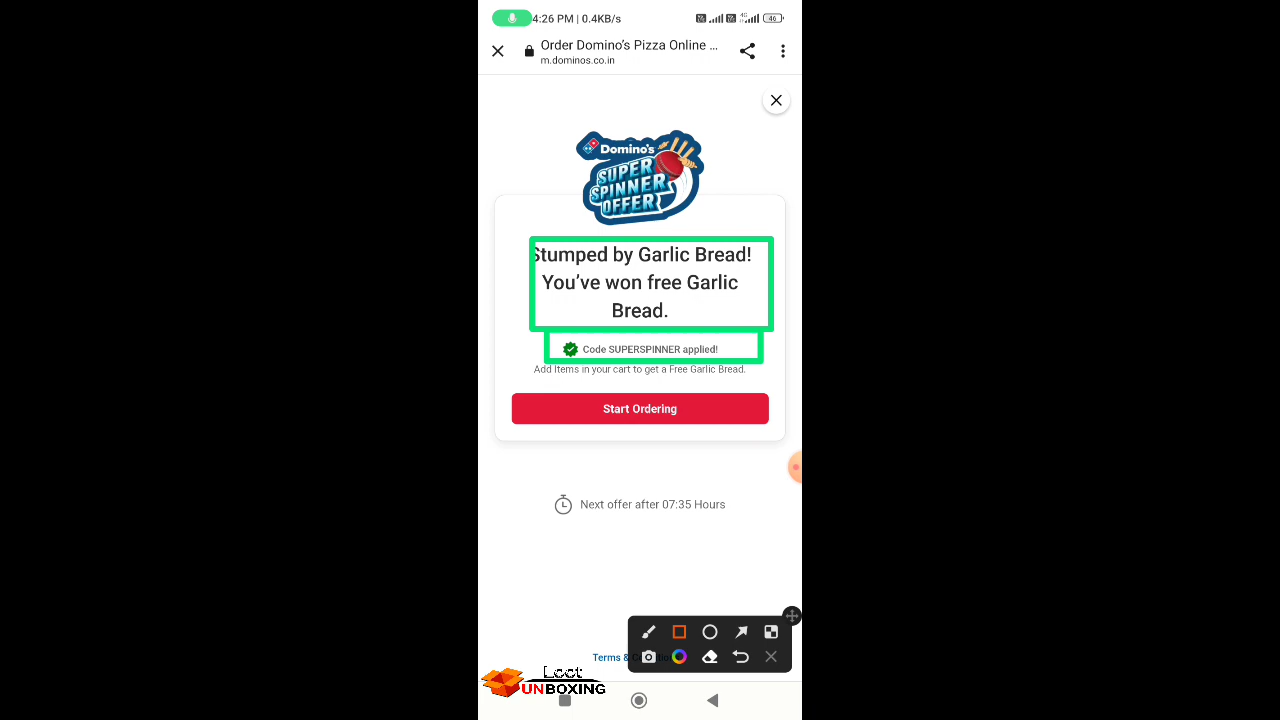 4:26 PM | 0.4KB/s
4G
46
Order Domino's Pizza Online ...
m.dominos.co.in
Domino's
SUPER
SPINNER
OFFER
Stumped by Garlic Bread!
You've won free Garlic
Bread.
Code SUPERSPINNER applied!
Add Items in your cart to get a Free Garlic Bread.
Start Ordering
Next offer after 07:35 Hours
Terms &
Loot
UNBOXING